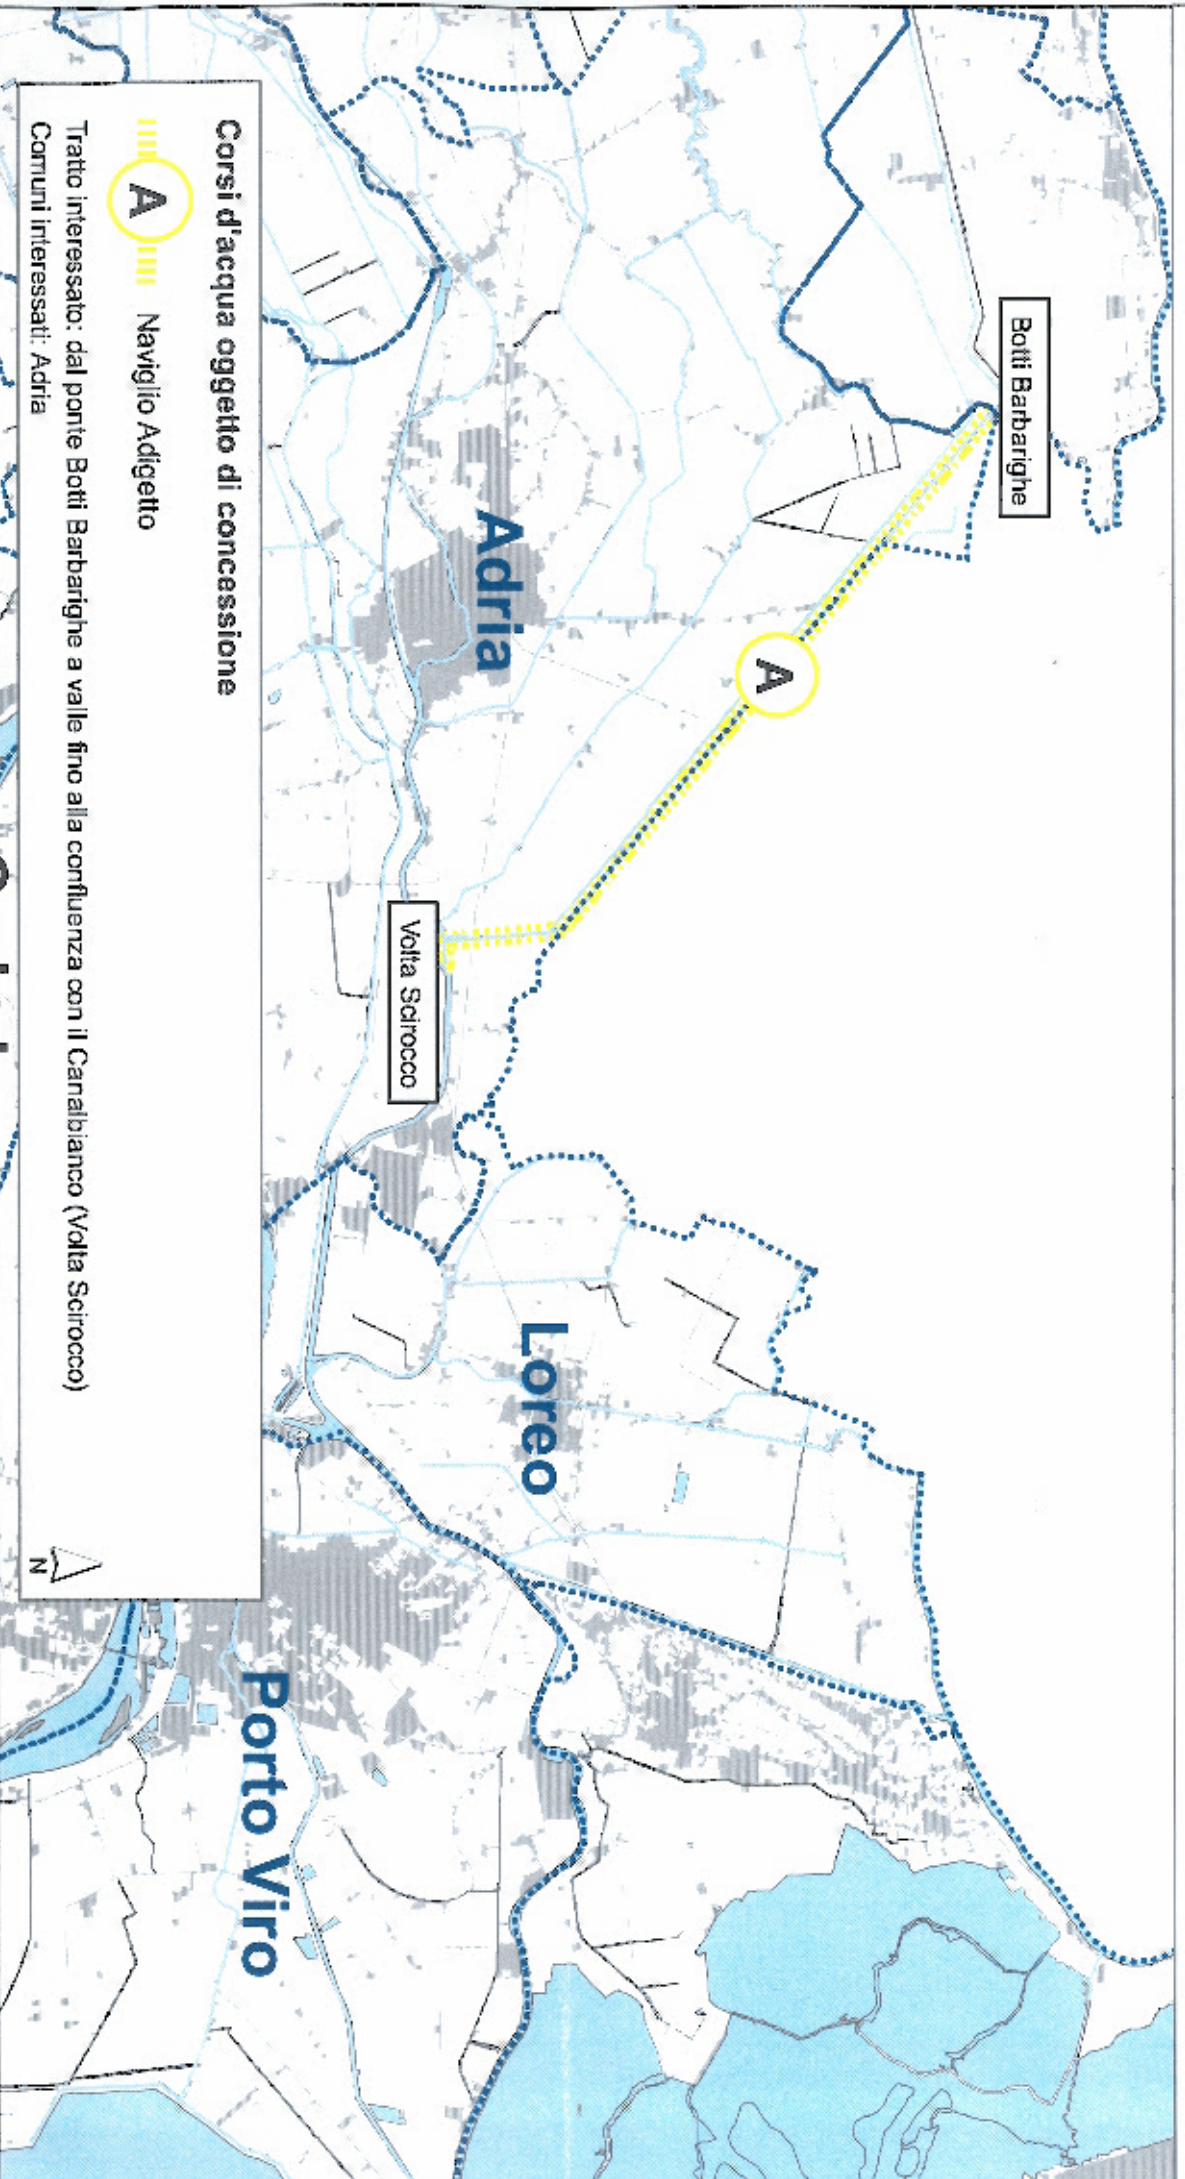 Botti Barbarighe
A
Adria
Volta Scirocco
Loreo
Porto Viro
Corsi d'acqua oggetto di concessione
A Naviglio Adigetto
Tratto interessato: dal ponte Botti Barbarighe a valle fino alla confluenza con il Canalbianco (Volta Scirocco)
Comuni interessati: Adria
N